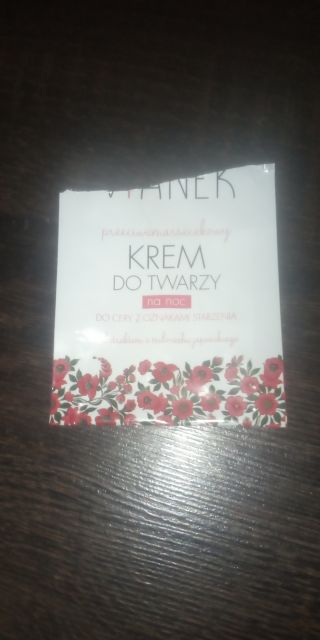 VIANEK
przeciwzmarszczkowy
KREM
DO TWARZY
na noc
DO CERY Z OZNAKAMI STARZENIA